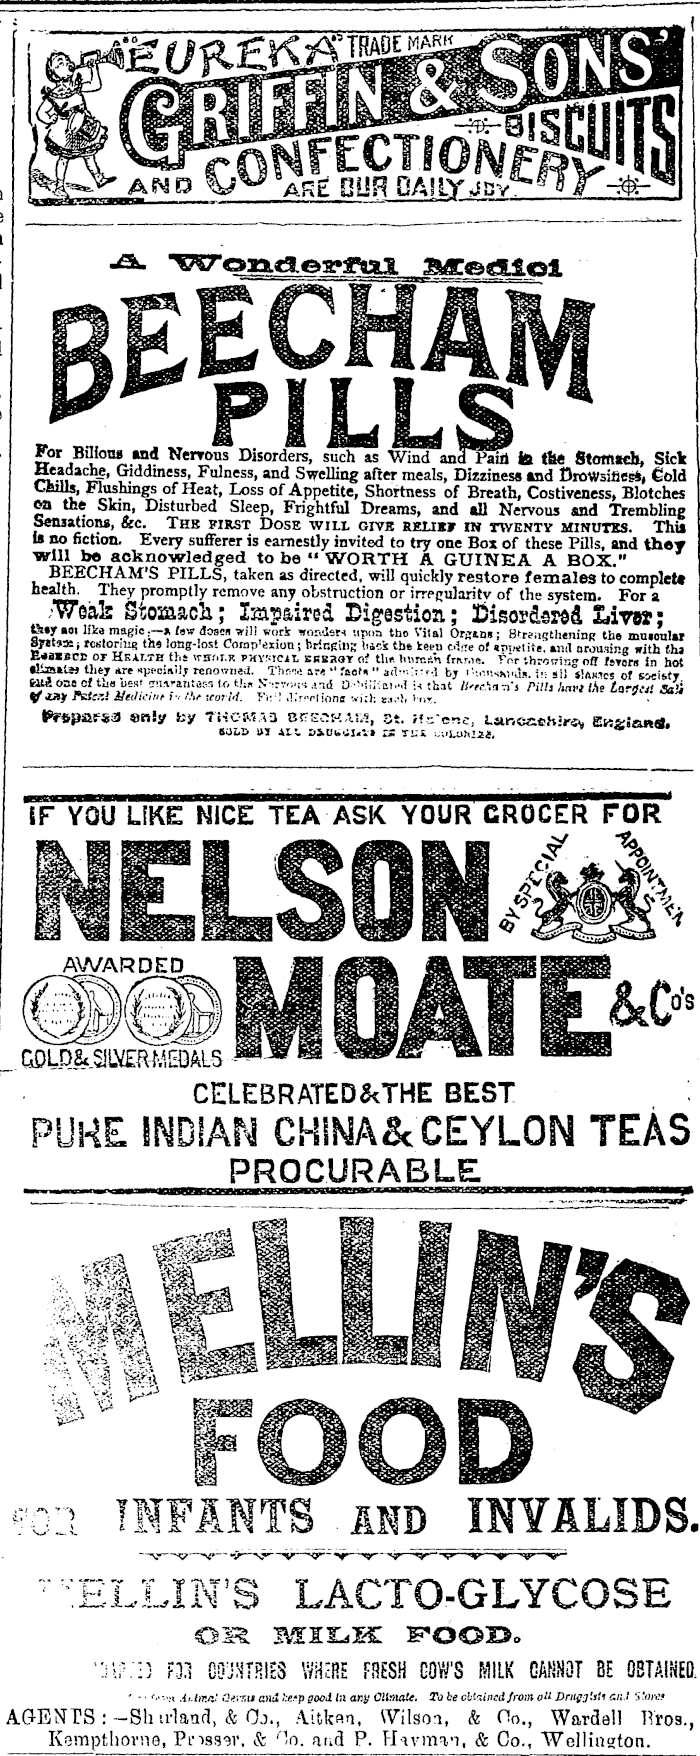 "EUREKA" TRADE MARK
GRIFFIN & SONS'
BISCUITS
AND CONFECTIONERY
ARE OUR DAILY JOY
A Wonderful Medici
BEECHAM
PILLS
For Bilious and Nervous Disorders, such as Wind and Pain in the Stomach, Sick
Headache, Giddiness, Fulness, and Swelling after meals, Dizziness and Drowsiness, Cold
Chills, Flushings of Heat, Loss of Appetite, Shortness of Breath, Costiveness, Blotches
on the Skin, Disturbed Sleep, Frightful Dreams, and all Nervous and Trembling
Sensations, &c. THE FIRST DOSE WILL GIVE RELIEF IN TWENTY MINUTES. This
is no fiction. Every sufferer is earnestly invited to try one Box of these Pills, and they
will be acknowledged to be "WORTH A GUINEA A BOX."
BEECHAM'S PILLS, taken as directed, will quickly restore females to complete
health. They promptly remove any obstruction or irregularity of the system. For a
Weak Stomach; Impaired Digestion; Disordered Liver;
they act like magic;—a few doses will work wonders upon the Vital Organs; Strengthening the muscular
System; restoring the long-lost Complexion; bringing back the keen edge of appetite, and arousing with the
ROSEBUD OF HEALTH the WHOLE PHYSICAL ENERGY of the human frame. For throwing off fevers in hot
climates they are specially renowned. These are "facts" admitted by thousands, in all classes of society,
and one of the best guarantees to the Nervous and Debilitated is that Beecham's Pills have the Largest Sale
of any Patent Medicine in the world. Full directions with each box.
Prepared only by THOMAS BEECHAM, St. Helens, Lancashire, England.
SOLD BY ALL DRUGGISTS IN THE COLONIES.
IF YOU LIKE NICE TEA ASK YOUR GROCER FOR
NELSON
BY SPECIAL APPOINTMEN
AWARDED
MOATE & Co's
GOLD & SILVER MEDALS
CELEBRATED & THE BEST
PURE INDIAN CHINA & CEYLON TEAS
PROCURABLE
MELLIN'S
FOOD
FOR INFANTS AND INVALIDS.
MELLIN'S LACTO-GLYCOSE
OR MILK FOOD.
ADAPTED FOR COUNTRIES WHERE FRESH COW'S MILK CANNOT BE OBTAINED.
from Animal Germs and keep good in any Climate. To be obtained from all Druggists and Stores
AGENTS:—Sharland, & Co., Aitken, Wilson, & Co., Wardell Bros.,
Kempthorne, Prosser, & Co. and P. Hayman, & Co., Wellington.